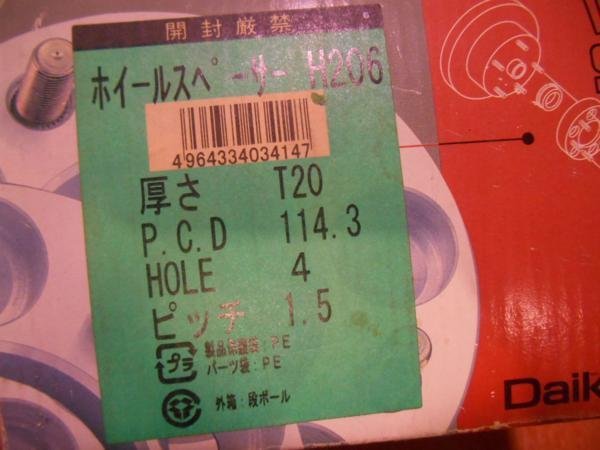 開封厳禁
ホイールスペーサー H206
4964334034147
厚さ T20
P.C.D 114.3
HOLE 4
ピッチ 1.5
プラ 製品保護袋:PE
パーツ袋:PE
外箱:段ボール
Daik